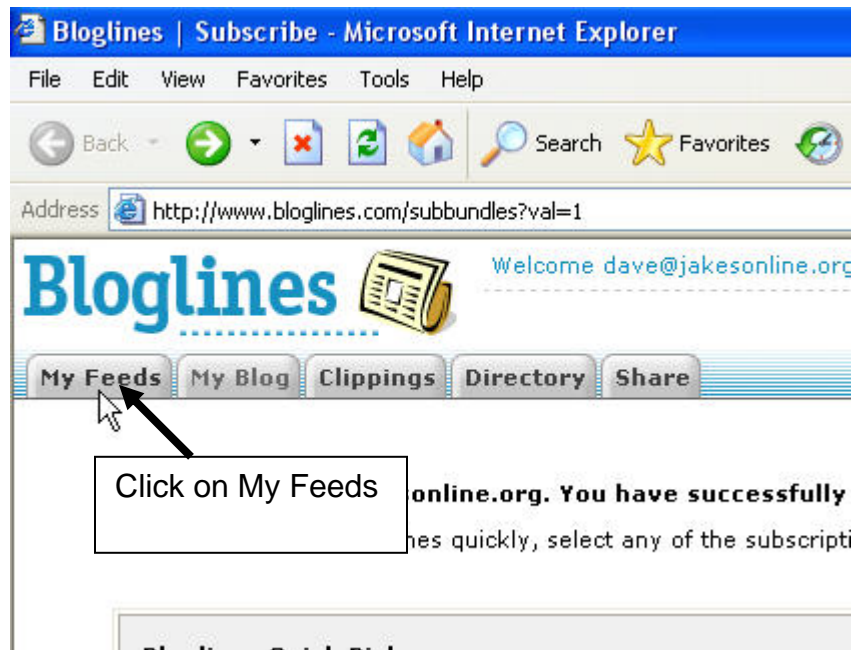 Bloglines | Subscribe - Microsoft Internet Explorer
File Edit View Favorites Tools Help
Back Search Favorites
Address http://www.bloglines.com/subbundles?val=1
Bloglines
Welcome dave@jakesonline.org
My Feeds My Blog Clippings Directory Share
Click on My Feeds
online.org. You have successfully
nes quickly, select any of the subscripti